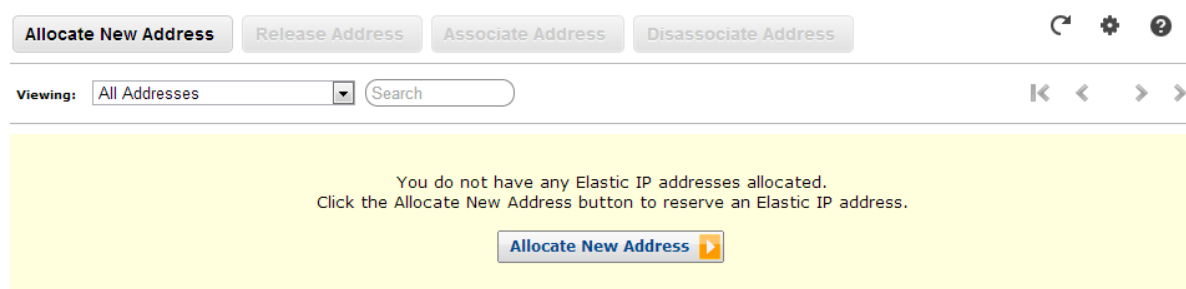 Allocate New Address Release Address Associate Address Disassociate Address
Viewing: All Addresses Search
You do not have any Elastic IP addresses allocated.
Click the Allocate New Address button to reserve an Elastic IP address.
Allocate New Address